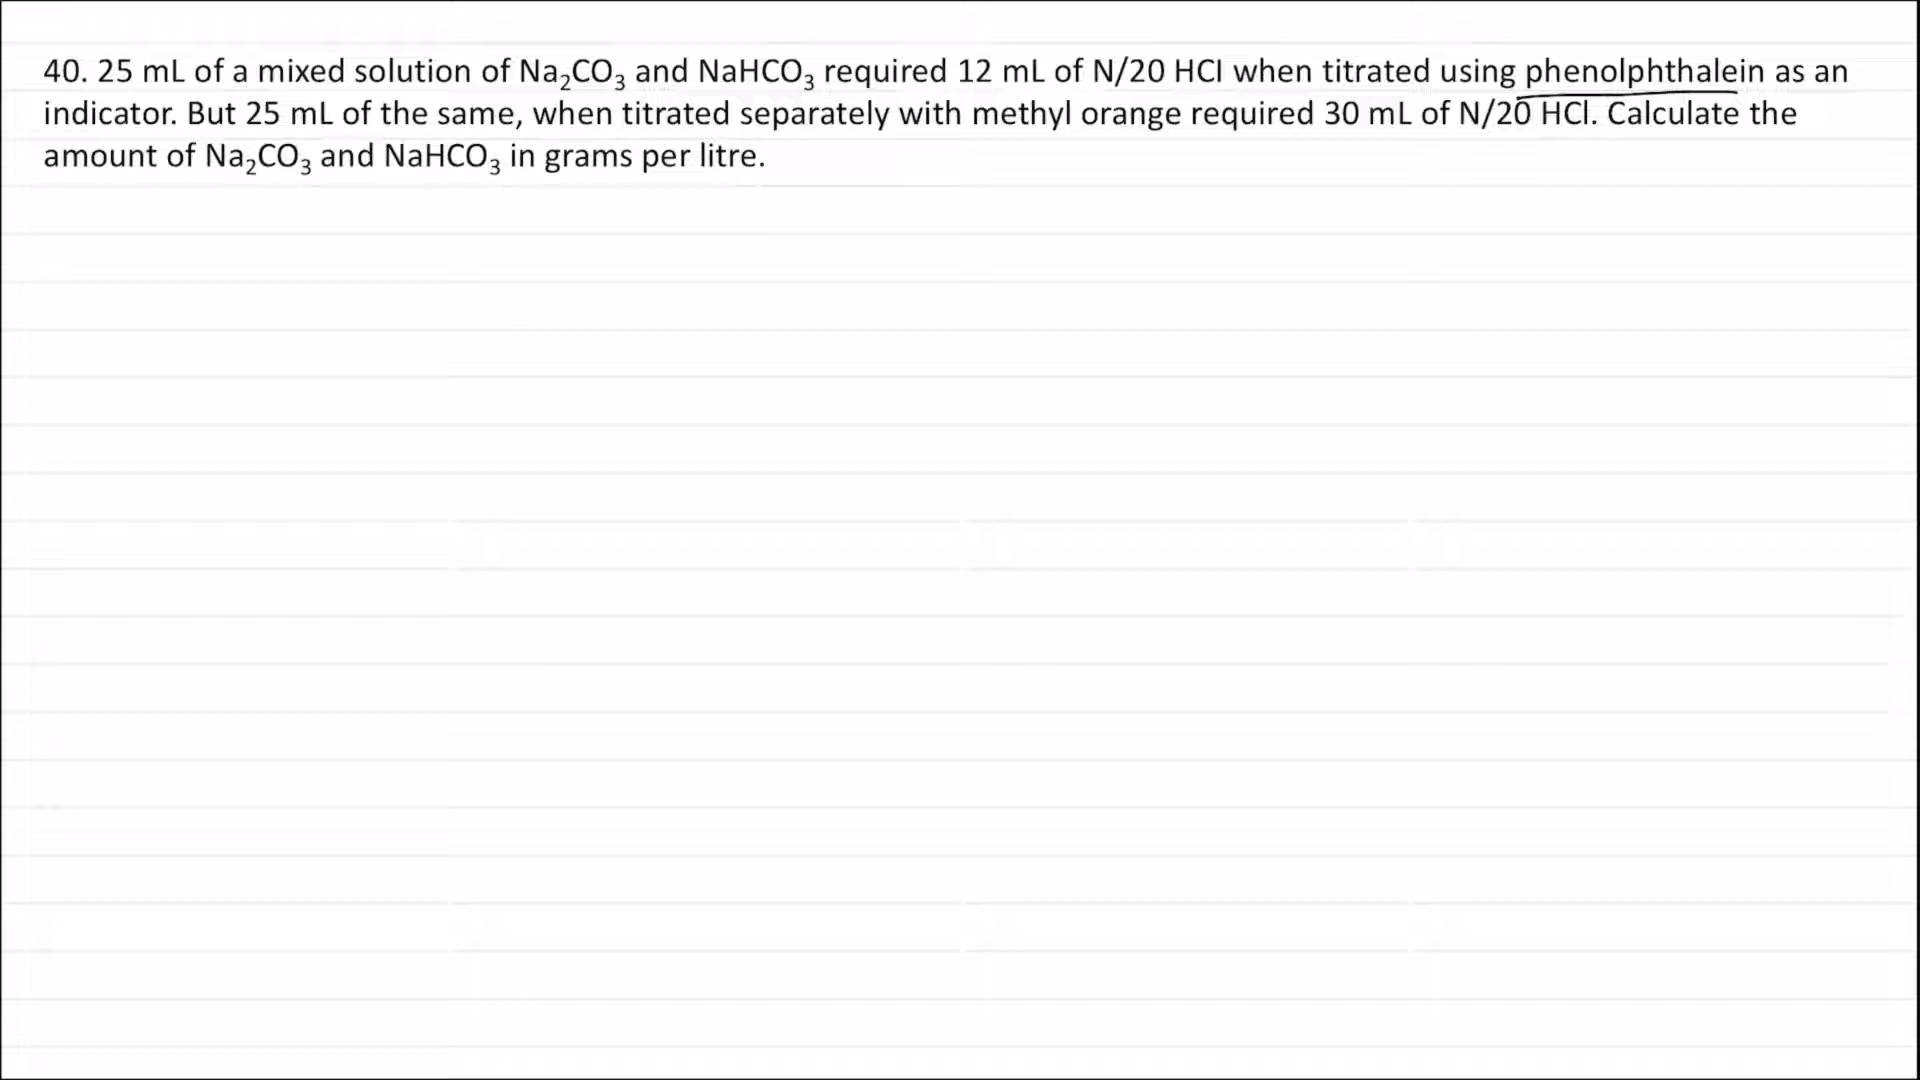 40. 25 mL of a mixed solution of Na₂CO₃ and NaHCO₃ required 12 mL of N/20 HCl when titrated using phenolphthalein as an
indicator. But 25 mL of the same, when titrated separately with methyl orange required 30 mL of N/20 HCl. Calculate the
amount of Na₂CO₃ and NaHCO₃ in grams per litre.